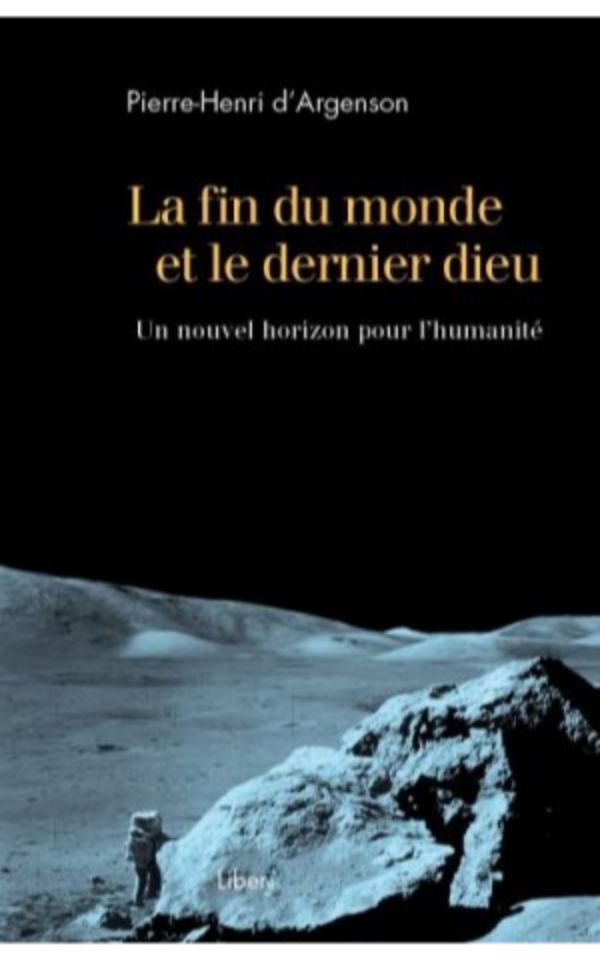 Pierre-Henri d'Argenson
La fin du monde
et le dernier dieu
Un nouvel horizon pour l'humanité
Liber